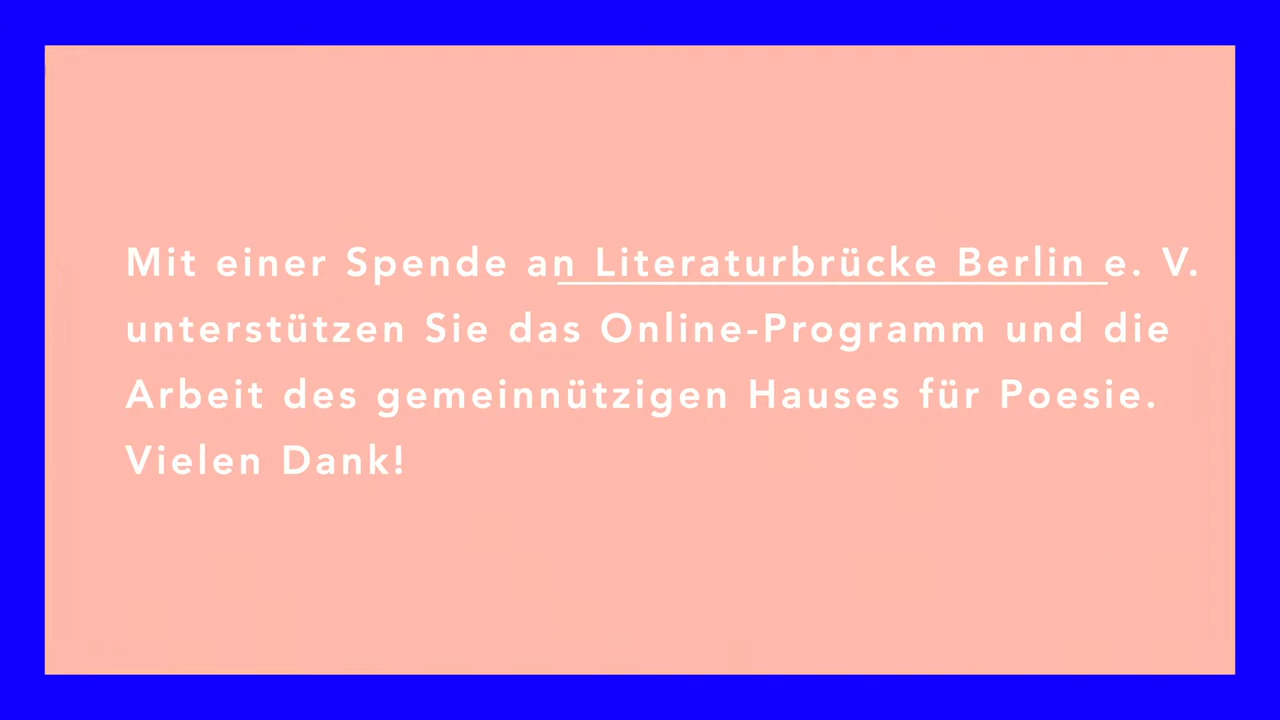 Mit einer Spende an Literaturbrücke Berlin e. V.
unterstützen Sie das Online-Programm und die
Arbeit des gemeinnützigen Hauses für Poesie.
Vielen Dank!